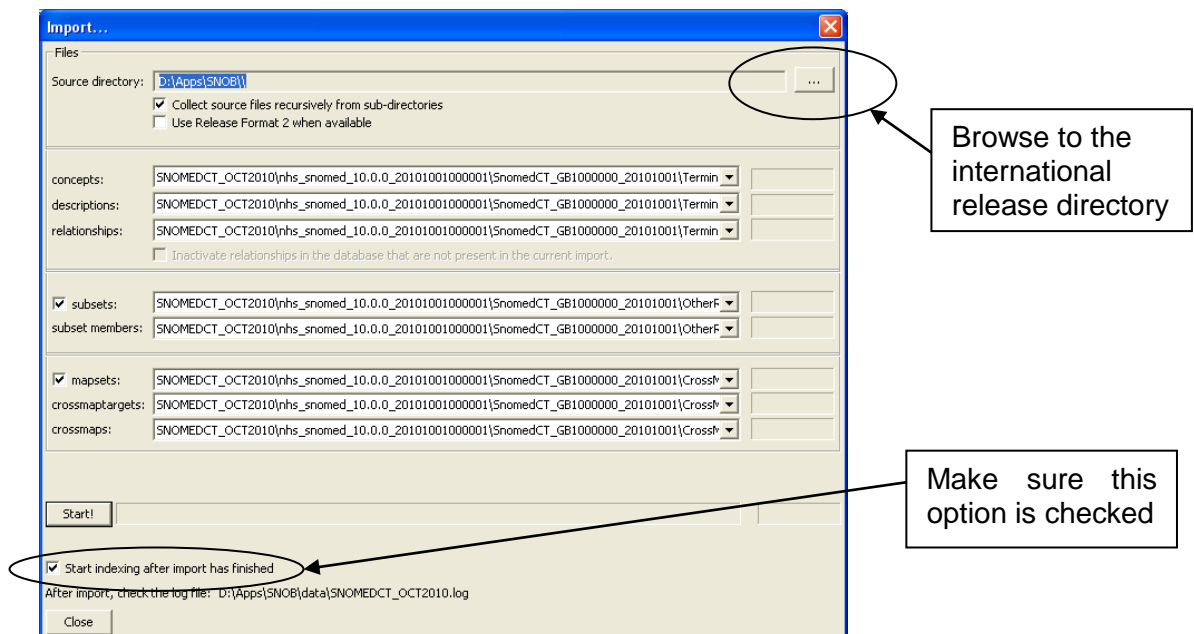 Import...
Files
Source directory: D:\Apps\SNOB\\ ...
Collect source files recursively from sub-directories
Use Release Format 2 when available
Browse to the
international
release directory
concepts: SNOMEDCT_OCT2010\nhs_snomed_10.0.0_20101001000001\SnomedCT_GB1000000_20101001\Termin
descriptions: SNOMEDCT_OCT2010\nhs_snomed_10.0.0_20101001000001\SnomedCT_GB1000000_20101001\Termin
relationships: SNOMEDCT_OCT2010\nhs_snomed_10.0.0_20101001000001\SnomedCT_GB1000000_20101001\Termin
Inactivate relationships in the database that are not present in the current import.
subsets: SNOMEDCT_OCT2010\nhs_snomed_10.0.0_20101001000001\SnomedCT_GB1000000_20101001\OtherR
subset members: SNOMEDCT_OCT2010\nhs_snomed_10.0.0_20101001000001\SnomedCT_GB1000000_20101001\OtherR
mapsets: SNOMEDCT_OCT2010\nhs_snomed_10.0.0_20101001000001\SnomedCT_GB1000000_20101001\CrossM
crossmaptargets: SNOMEDCT_OCT2010\nhs_snomed_10.0.0_20101001000001\SnomedCT_GB1000000_20101001\CrossM
crossmaps: SNOMEDCT_OCT2010\nhs_snomed_10.0.0_20101001000001\SnomedCT_GB1000000_20101001\CrossM
Make sure this
option is checked
Start!
Start indexing after import has finished
After import, check the log file: D:\Apps\SNOB\data\SNOMEDCT_OCT2010.log
Close